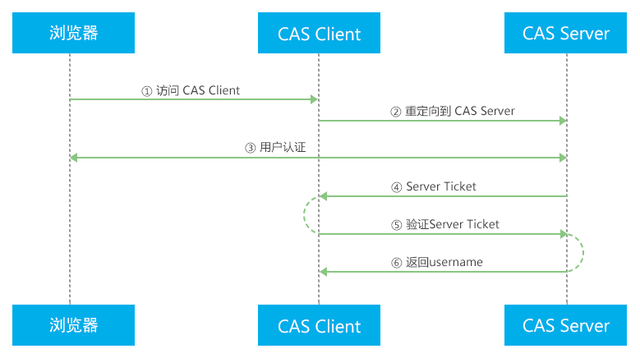 浏览器
CAS Client
CAS Server
① 访问 CAS Client
② 重定向到 CAS Server
③ 用户认证
④ Server Ticket
⑤ 验证Server Ticket
⑥ 返回username
浏览器
CAS Client
CAS Server